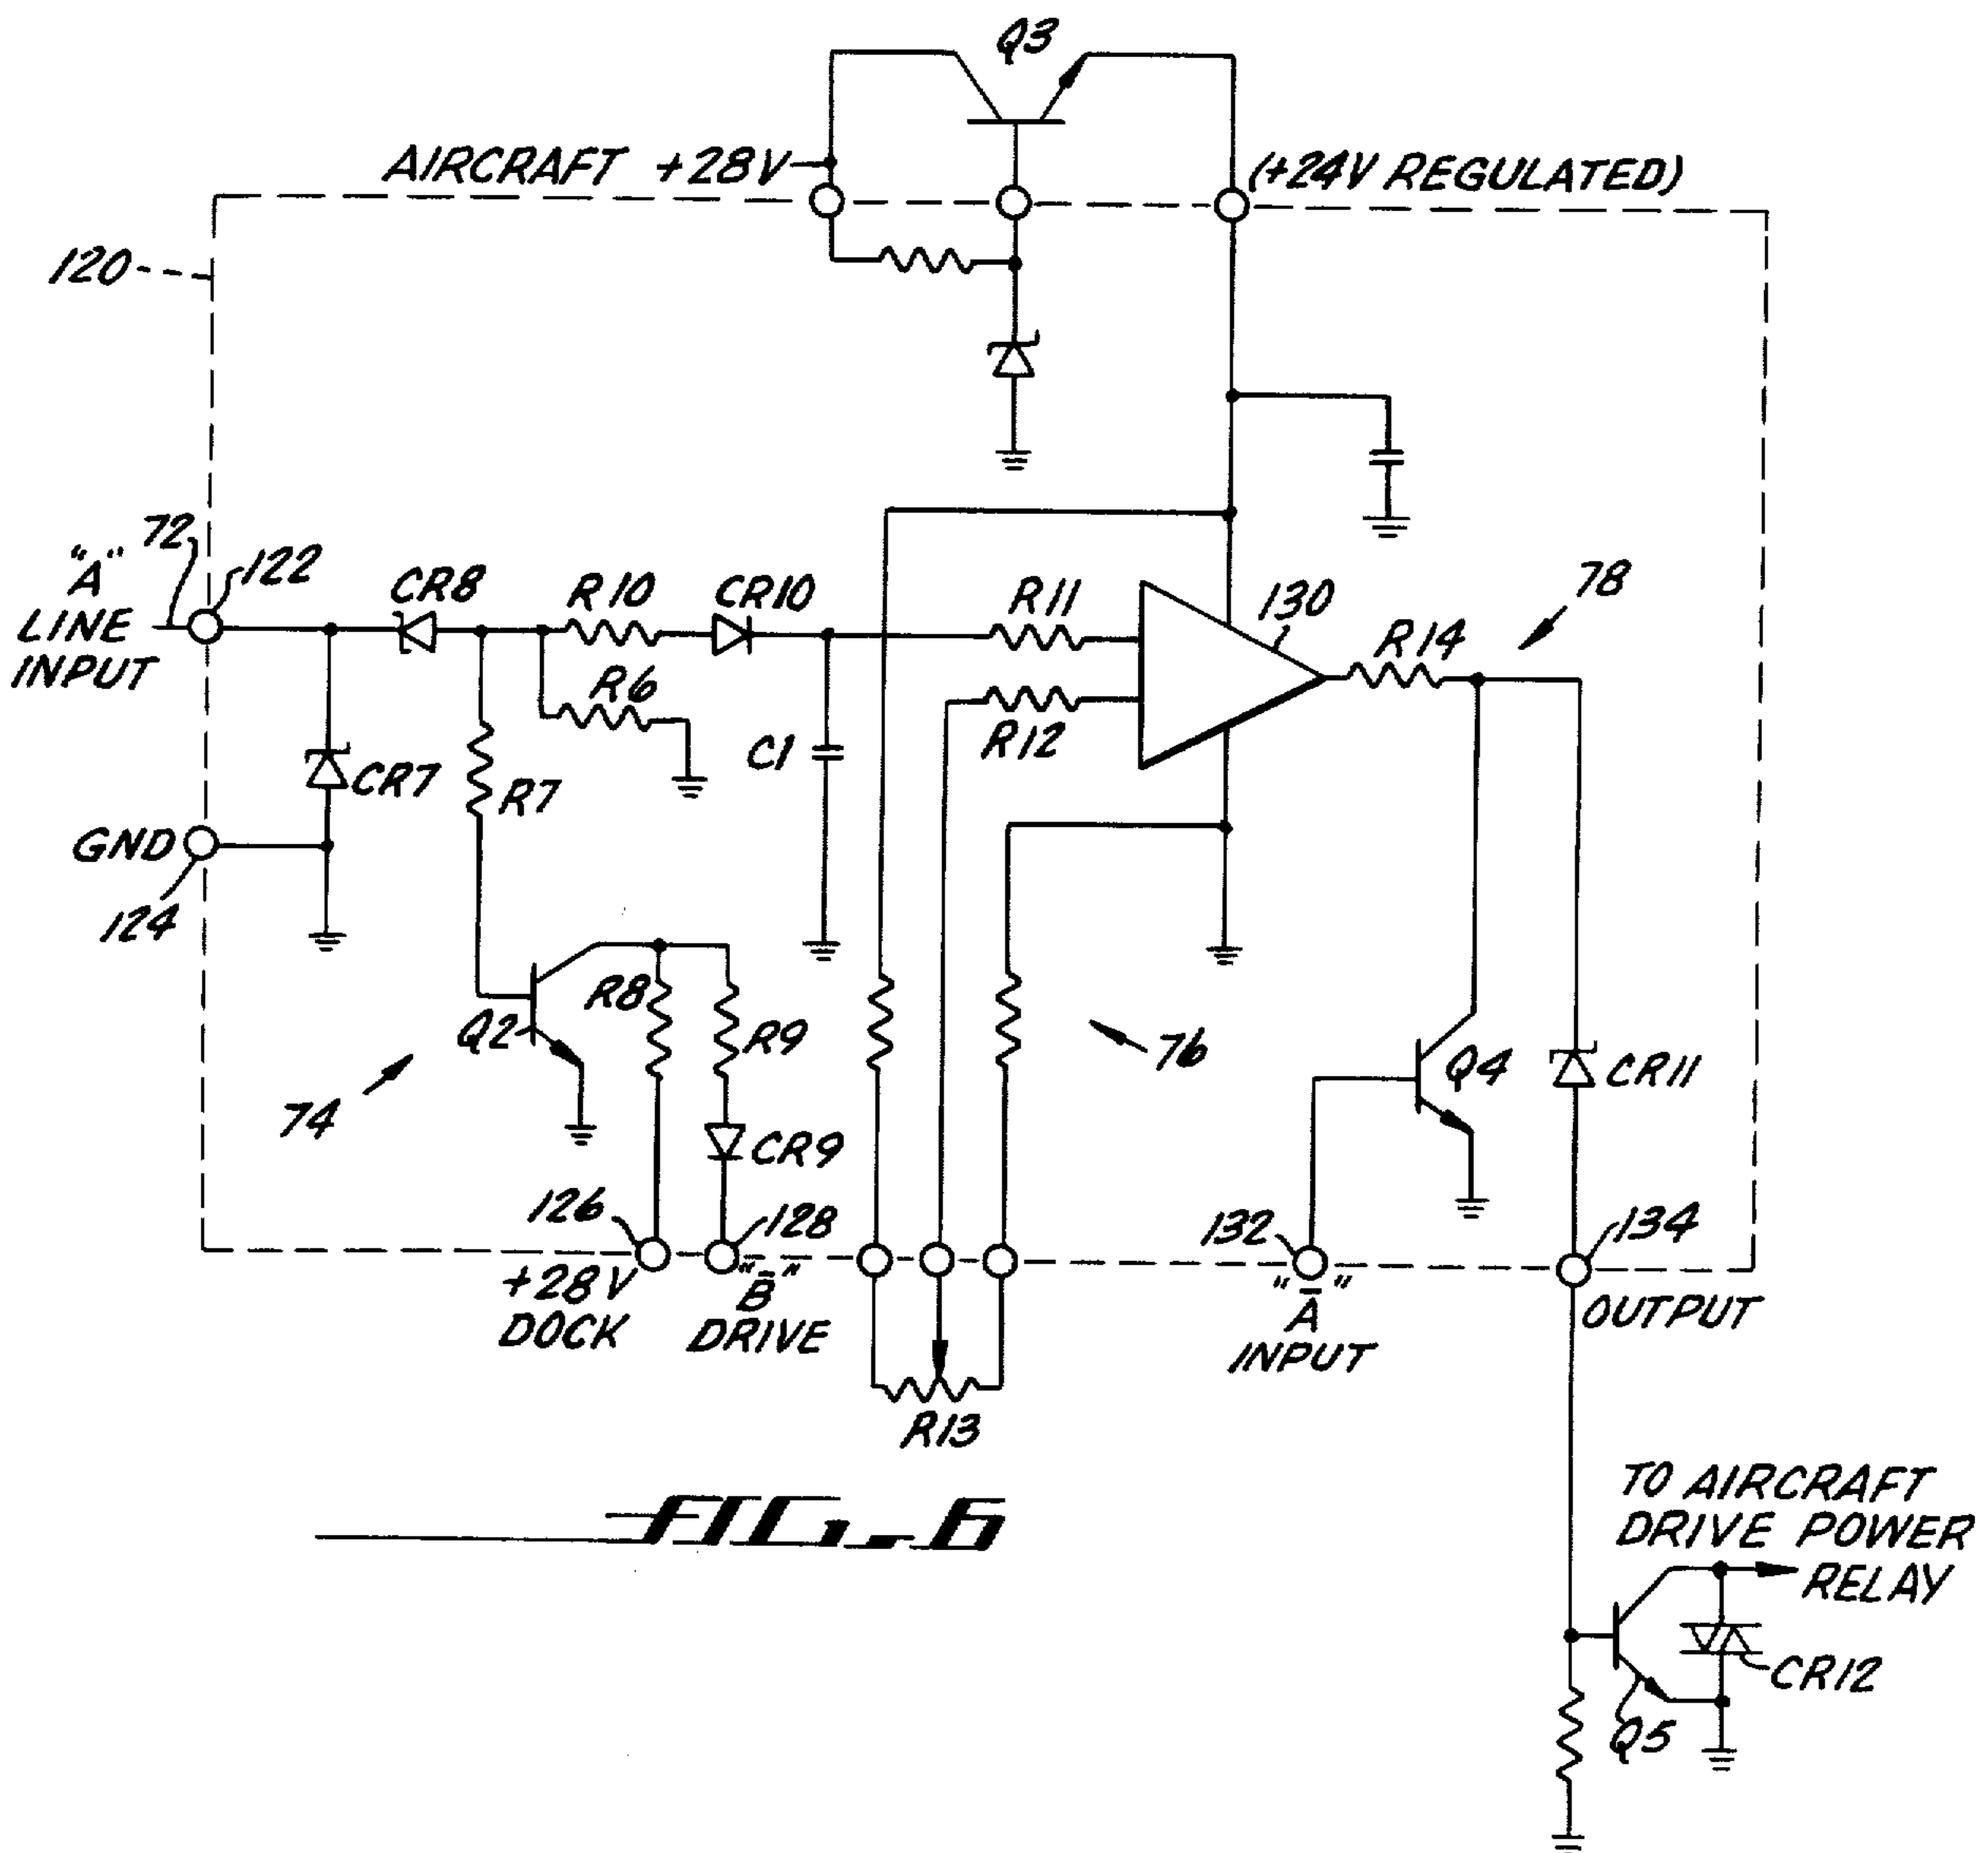 Q3
AIRCRAFT +28V
(+24V REGULATED)
120
"A"
LINE
INPUT
72
122
CR8
R10
CR10
R11
130
78
R14
R6
R12
C1
CR7
R7
GND
124
Q2
R8
R9
76
Q4
CR11
74
CR9
126
128
132
134
+28V
DOCK
"B̄"
DRIVE
"Ā"
INPUT
OUTPUT
R13
FIG_6
TO AIRCRAFT
DRIVE POWER
RELAY
CR12
Q5